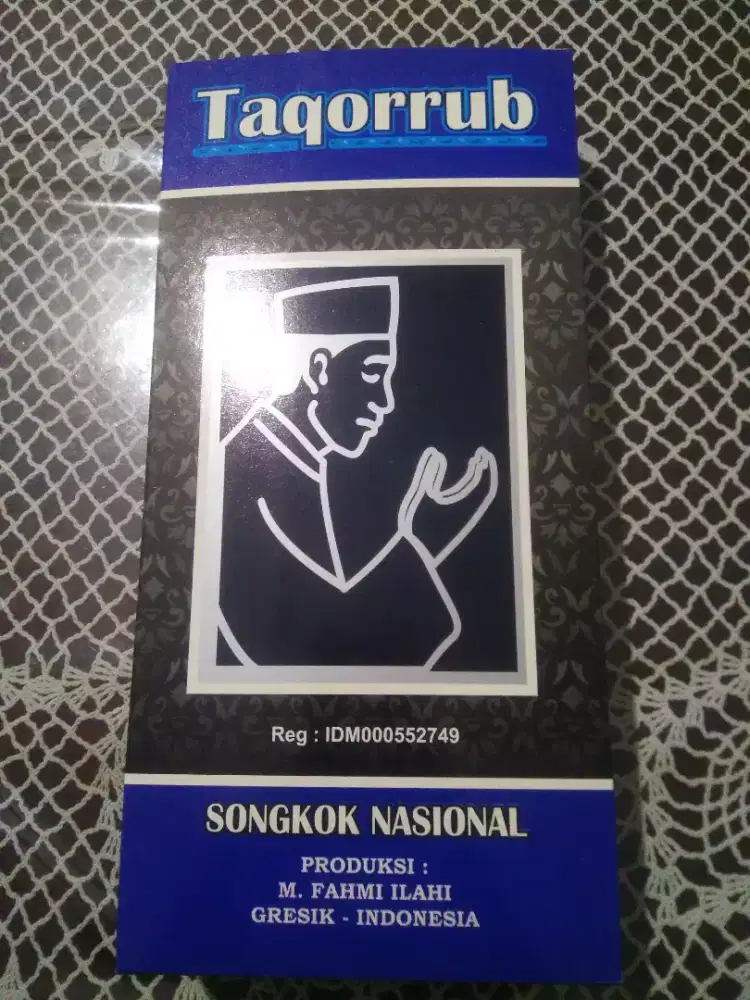 Taqorrub
Reg : IDM000552749
SONGKOK NASIONAL
PRODUKSI :
M. FAHMI ILAHI
GRESIK - INDONESIA